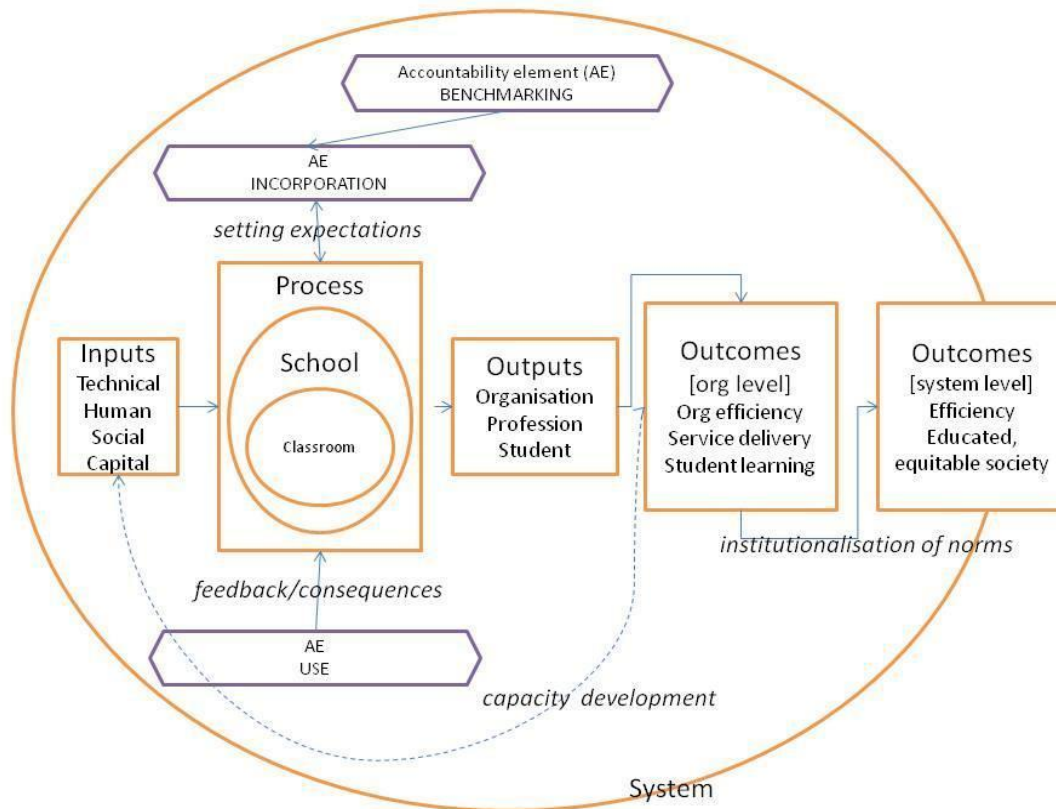 Accountability element (AE)
BENCHMARKING
AE
INCORPORATION
setting expectations
Process
School
Classroom
Inputs
Technical
Human
Social
Capital
Outputs
Organisation
Profession
Student
Outcomes
[org level]
Org efficiency
Service delivery
Student learning
Outcomes
[system level]
Efficiency
Educated,
equitable society
institutionalisation of norms
feedback/consequences
AE
USE
capacity development
System